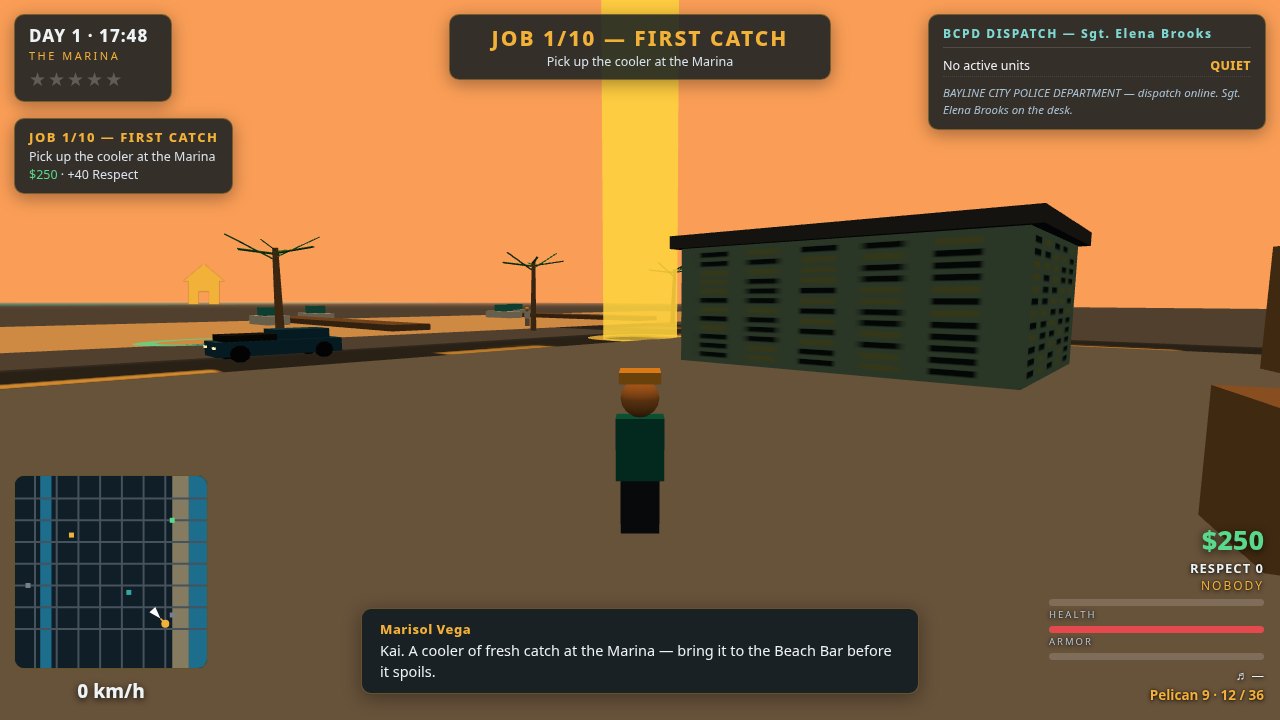 DAY 1 · 17:48
THE MARINA
★★★★★
JOB 1/10 — FIRST CATCH
Pick up the cooler at the Marina
$250 · +40 Respect
JOB 1/10 — FIRST CATCH
Pick up the cooler at the Marina
BCPD DISPATCH — Sgt. Elena Brooks
No active units QUIET
BAYLINE CITY POLICE DEPARTMENT — dispatch online. Sgt.
Elena Brooks on the desk.
0 km/h
Marisol Vega
Kai. A cooler of fresh catch at the Marina — bring it to the Beach Bar before
it spoils.
$250
RESPECT 0
NOBODY
HEALTH
ARMOR
♬ —
Pelican 9 · 12 / 36